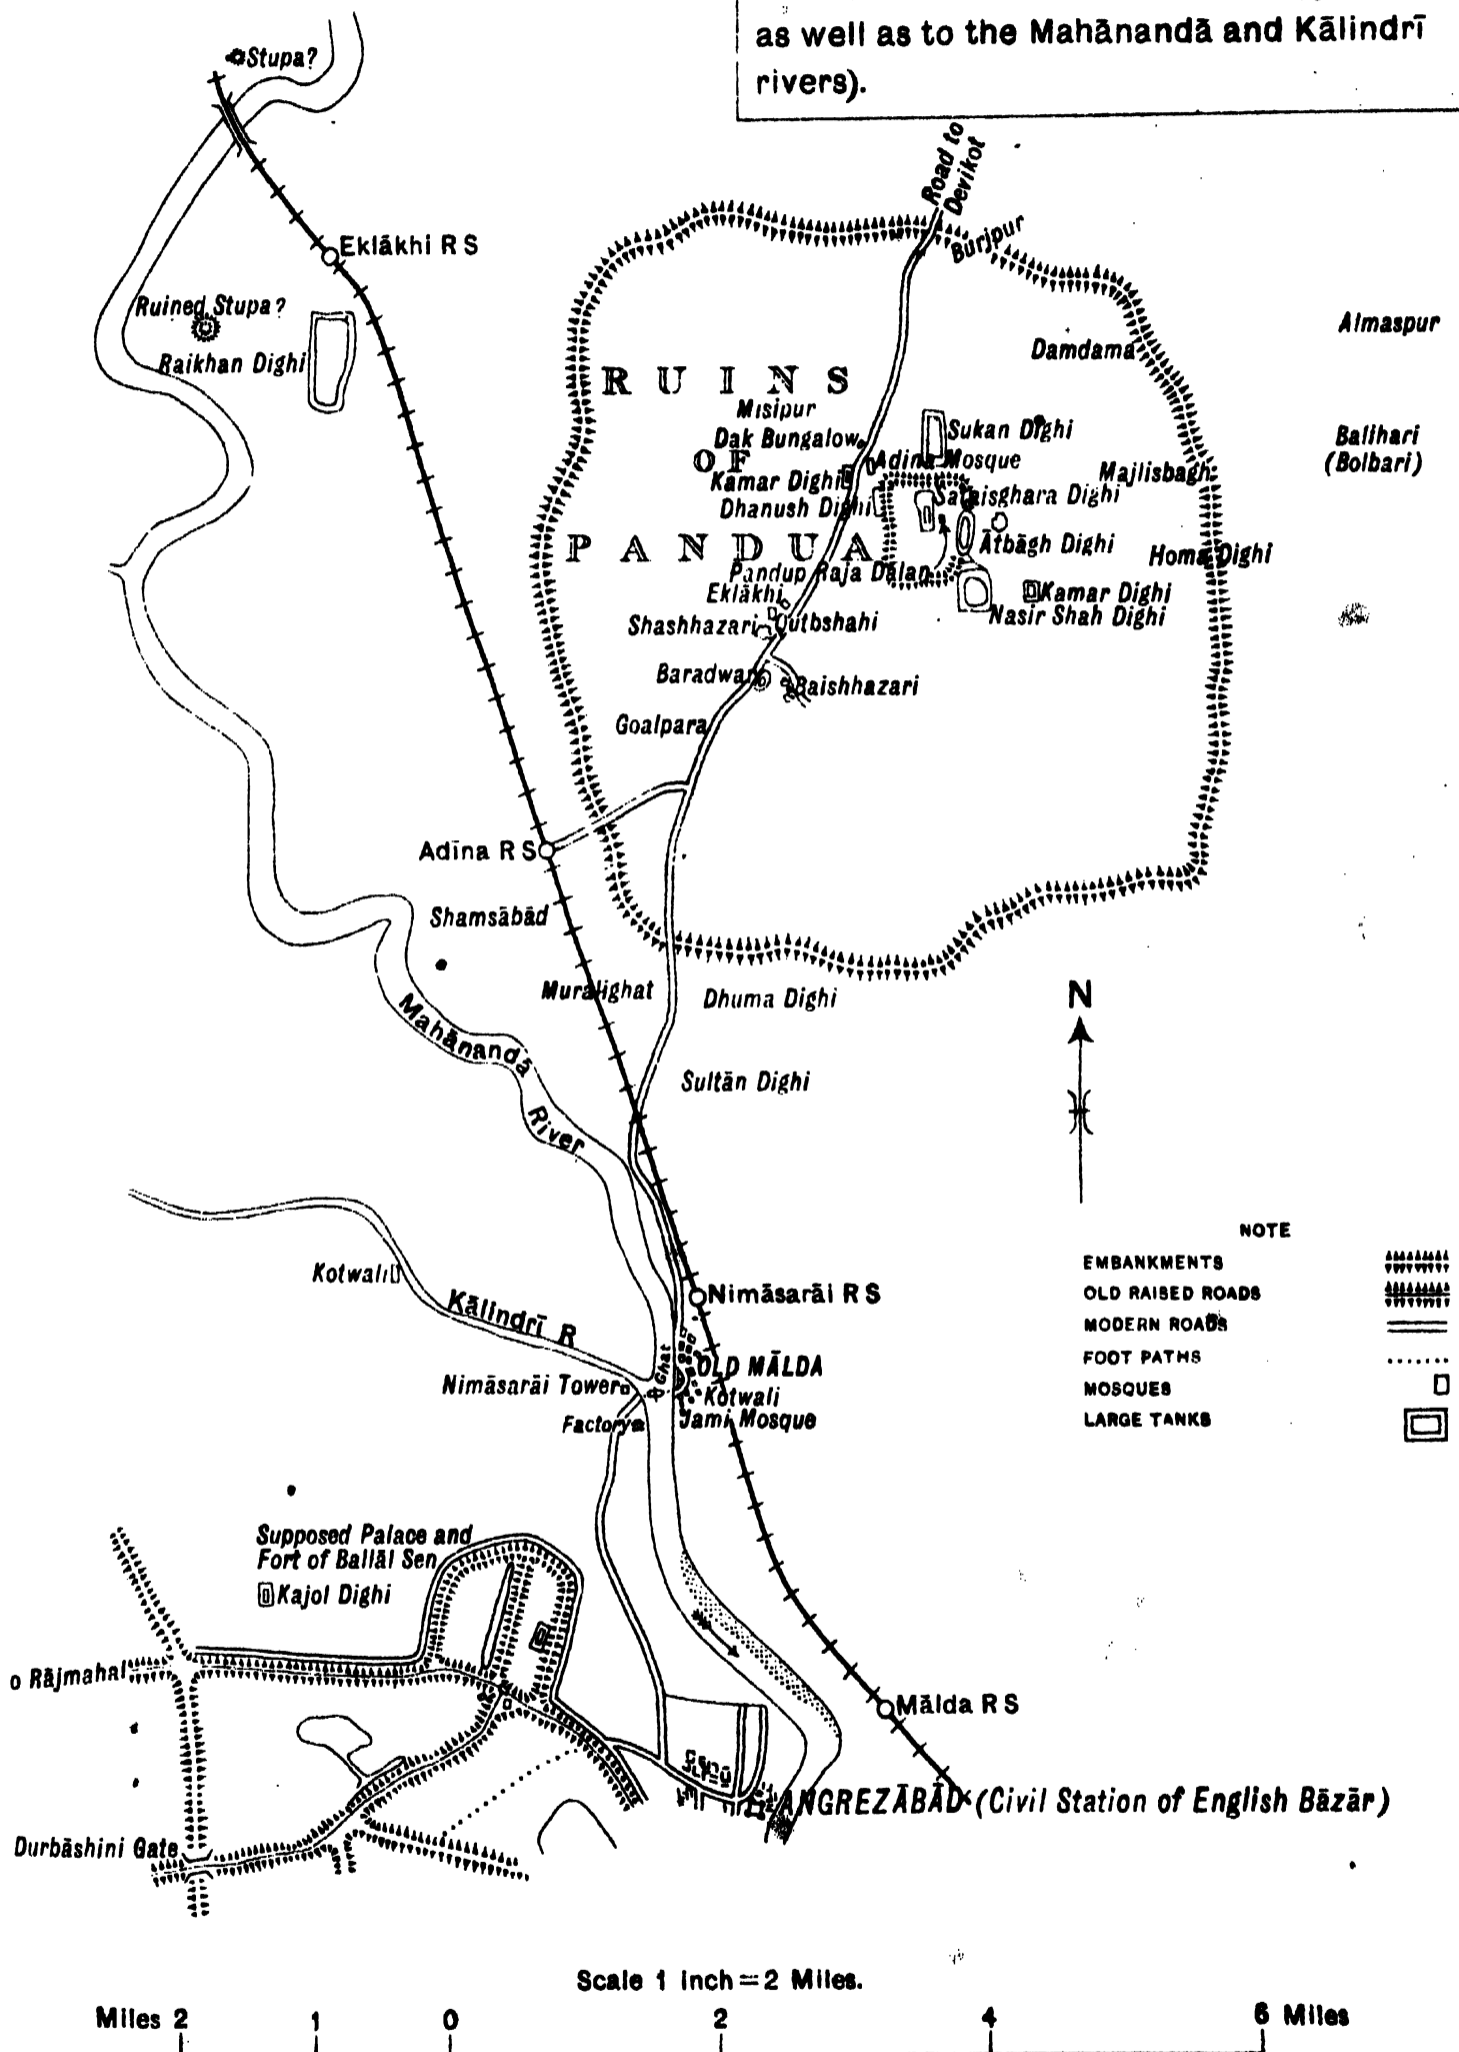 as well as to the Mahānandā and Kālindrī
rivers).
Stupa?
Road to
Devikot
Eklākhi R S
Burjpur
Ruined Stupa?
Raikhan Dighi
Almaspur
Damdama
RUINS
Misipur
Dak Bungalow
Sukan Dighi
OF
Adina Mosque
Balihari
(Bolbari)
Majlisbagh
Kamar Dighi
Sataisghara Dighi
Dhanush Dighi
PANDUA
Ātbāgh Dighi
Homa Dighi
Pandup Raja Dalan
Eklākhi
Kamar Dighi
Nasir Shah Dighi
Shashhazari
Qutbshahi
Baradwari
Baishhazari
Goalpara
Adīna R S
Shamsābād
Muralighat
Dhuma Dighi
N
Mahānandā
River
Sultān Dighi
Kotwali
Kālindrī R
Nimāsarāi R S
Ghat
OLD MĀLDA
Nimāsarāi Tower
Kotwali
Factory
Jami Mosque
NOTE
EMBANKMENTS
OLD RAISED ROADS
MODERN ROADS
FOOT PATHS
MOSQUES
LARGE TANKS
Supposed Palace and
Fort of Ballāl Sen
Kajol Dighi
o Rājmahal
Mālda R S
ANGREZĀBĀD (Civil Station of English Bāzār)
Durbāshini Gate
Scale 1 inch = 2 Miles.
Miles 2 1 0 2 4 6 Miles